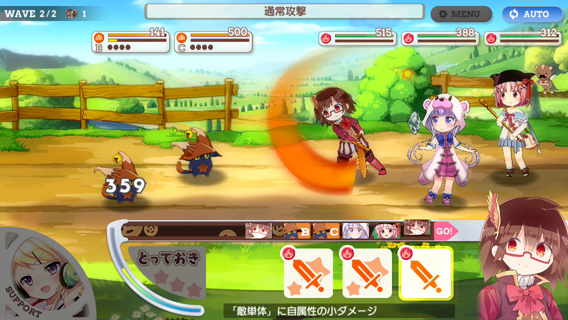 WAVE 2/2 1
通常攻撃
MENU
AUTO
141
B
500
C
515
388
312
359
B
C
GO!
とっておき
SUPPORT
「敵単体」に自属性の小ダメージ